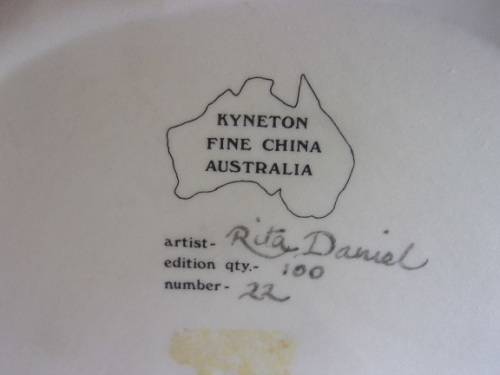 KYNETON
FINE CHINA
AUSTRALIA
artist- Rita Daniel
edition qty.- 100
number- 22